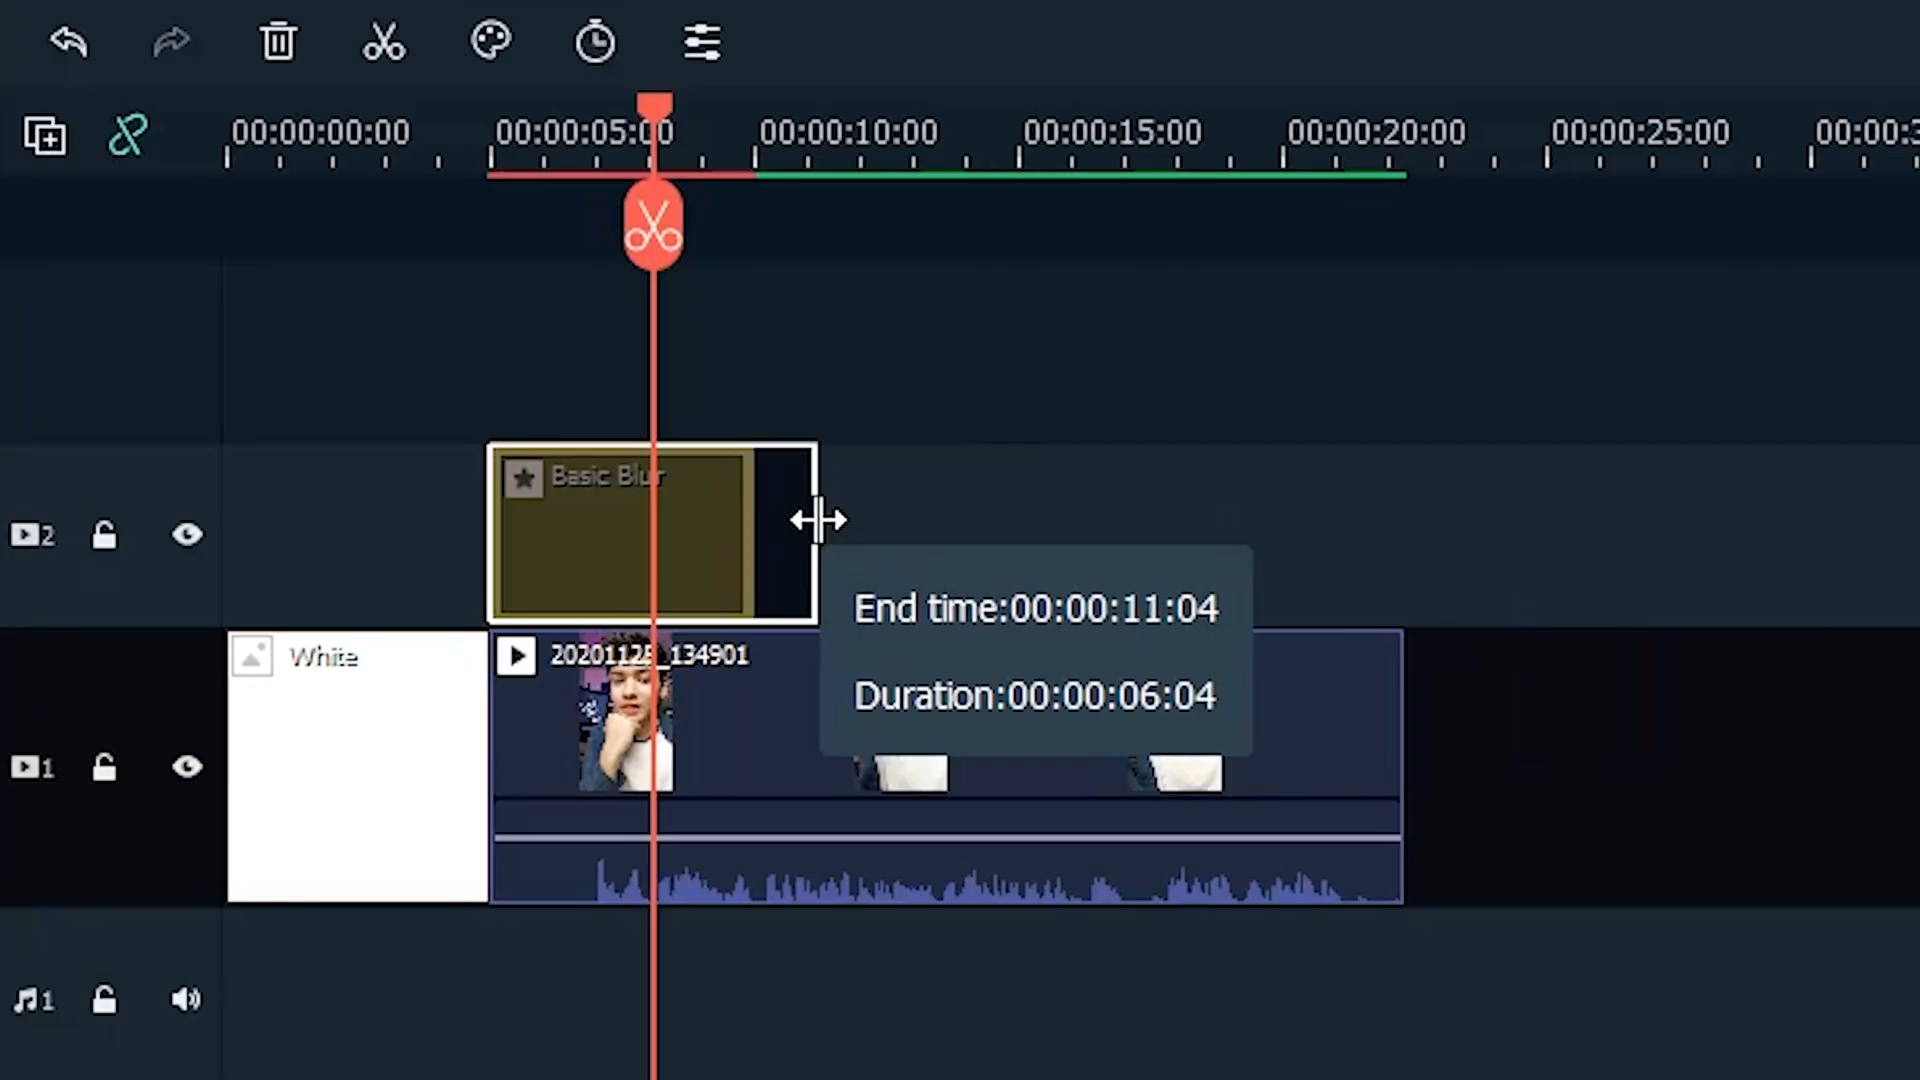 00:00:00:00 00:00:05:00 00:00:10:00 00:00:15:00 00:00:20:00 00:00:25:00 00:00:3
Basic Blur
2
End time:00:00:11:04
White
20201125_134901
Duration:00:00:06:04
1
1